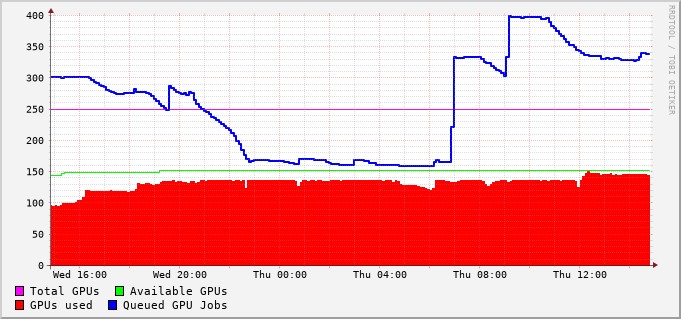 400
350
300
250
200
150
100
50
0
Wed 16:00 Wed 20:00 Thu 00:00 Thu 04:00 Thu 08:00 Thu 12:00
Total GPUs Available GPUs
GPUs used Queued GPU Jobs
RRDTOOL / TOBI OETIKER